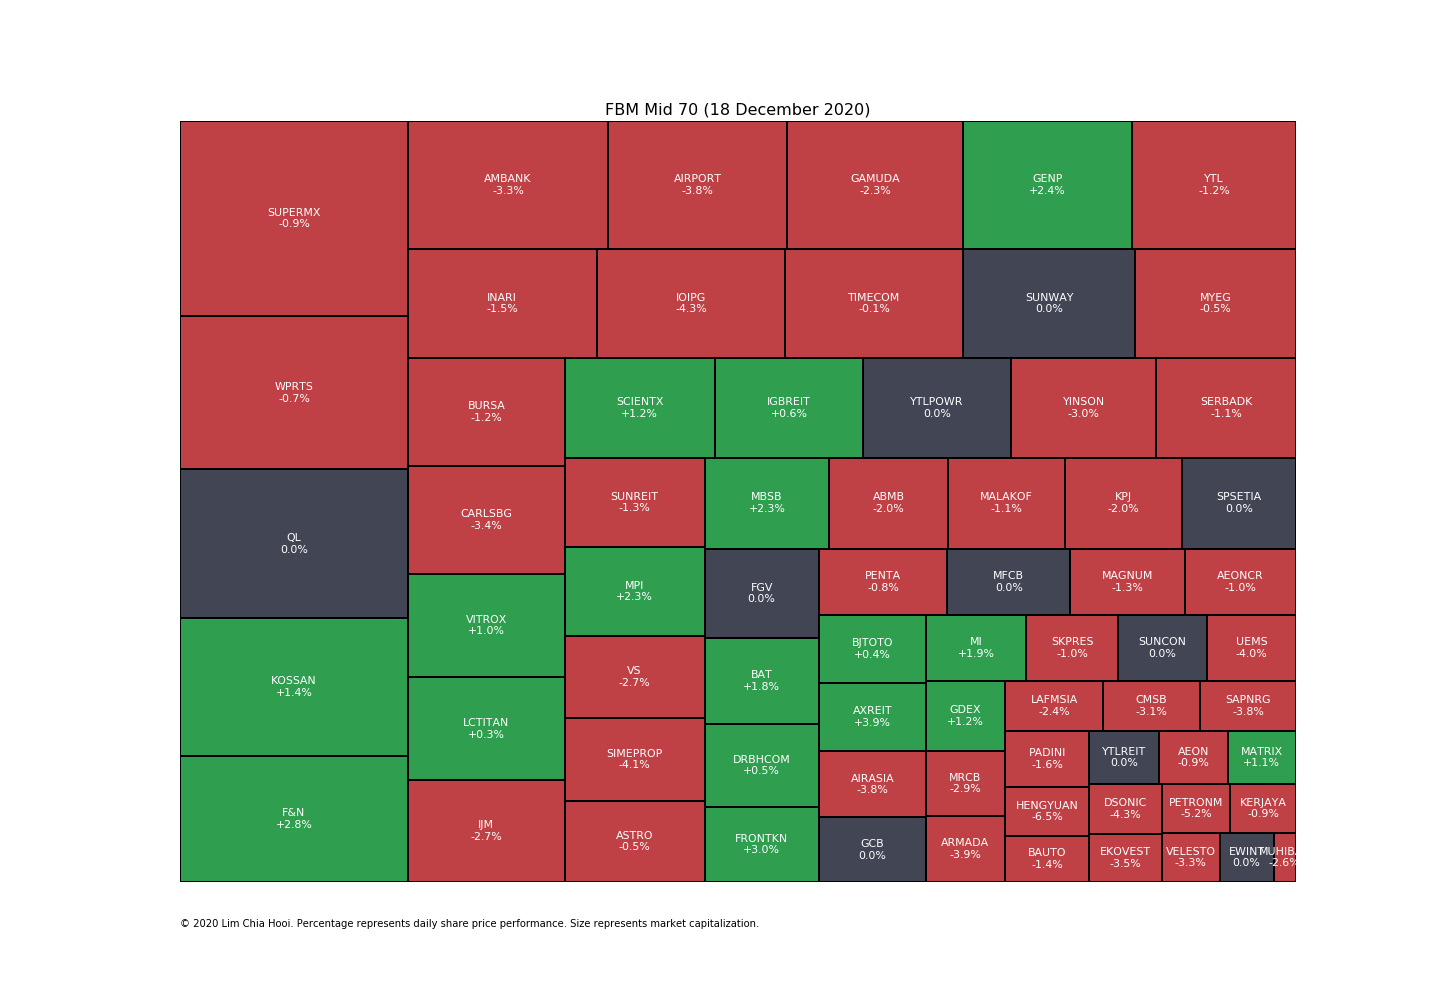 FBM Mid 70 (18 December 2020)
SUPERMX
-0.9%
WPRTS
-0.7%
QL
0.0%
KOSSAN
+1.4%
F&N
+2.8%
AMBANK
-3.3%
AIRPORT
-3.8%
GAMUDA
-2.3%
GENP
+2.4%
YTL
-1.2%
INARI
-1.5%
IOIPG
-4.3%
TIMECOM
-0.1%
SUNWAY
0.0%
MYEG
-0.5%
BURSA
-1.2%
CARLSBG
-3.4%
VITROX
+1.0%
LCTITAN
+0.3%
IJM
-2.7%
SCIENTX
+1.2%
IGBREIT
+0.6%
YTLPOWR
0.0%
YINSON
-3.0%
SERBADK
-1.1%
SUNREIT
-1.3%
MPI
+2.3%
VS
-2.7%
SIMEPROP
-4.1%
ASTRO
-0.5%
MBSB
+2.3%
ABMB
-2.0%
MALAKOF
-1.1%
KPJ
-2.0%
SPSETIA
0.0%
FGV
0.0%
BAT
+1.8%
DRBHCOM
+0.5%
FRONTKN
+3.0%
PENTA
-0.8%
MFCB
0.0%
MAGNUM
-1.3%
AEONCR
-1.0%
BJTOTO
+0.4%
AXREIT
+3.9%
AIRASIA
-3.8%
GCB
0.0%
MI
+1.9%
SKPRES
-1.0%
SUNCON
0.0%
UEMS
-4.0%
GDEX
+1.2%
MRCB
-2.9%
ARMADA
-3.9%
LAFMSIA
-2.4%
CMSB
-3.1%
SAPNRG
-3.8%
PADINI
-1.6%
HENGYUAN
-6.5%
BAUTO
-1.4%
YTLREIT
0.0%
AEON
-0.9%
MATRIX
+1.1%
DSONIC
-4.3%
PETRONM
-5.2%
KERJAYA
-0.9%
EKOVEST
-3.5%
VELESTO
-3.3%
EWINT
0.0%
-2.6%
© 2020 Lim Chia Hooi. Percentage represents daily share price performance. Size represents market capitalization.